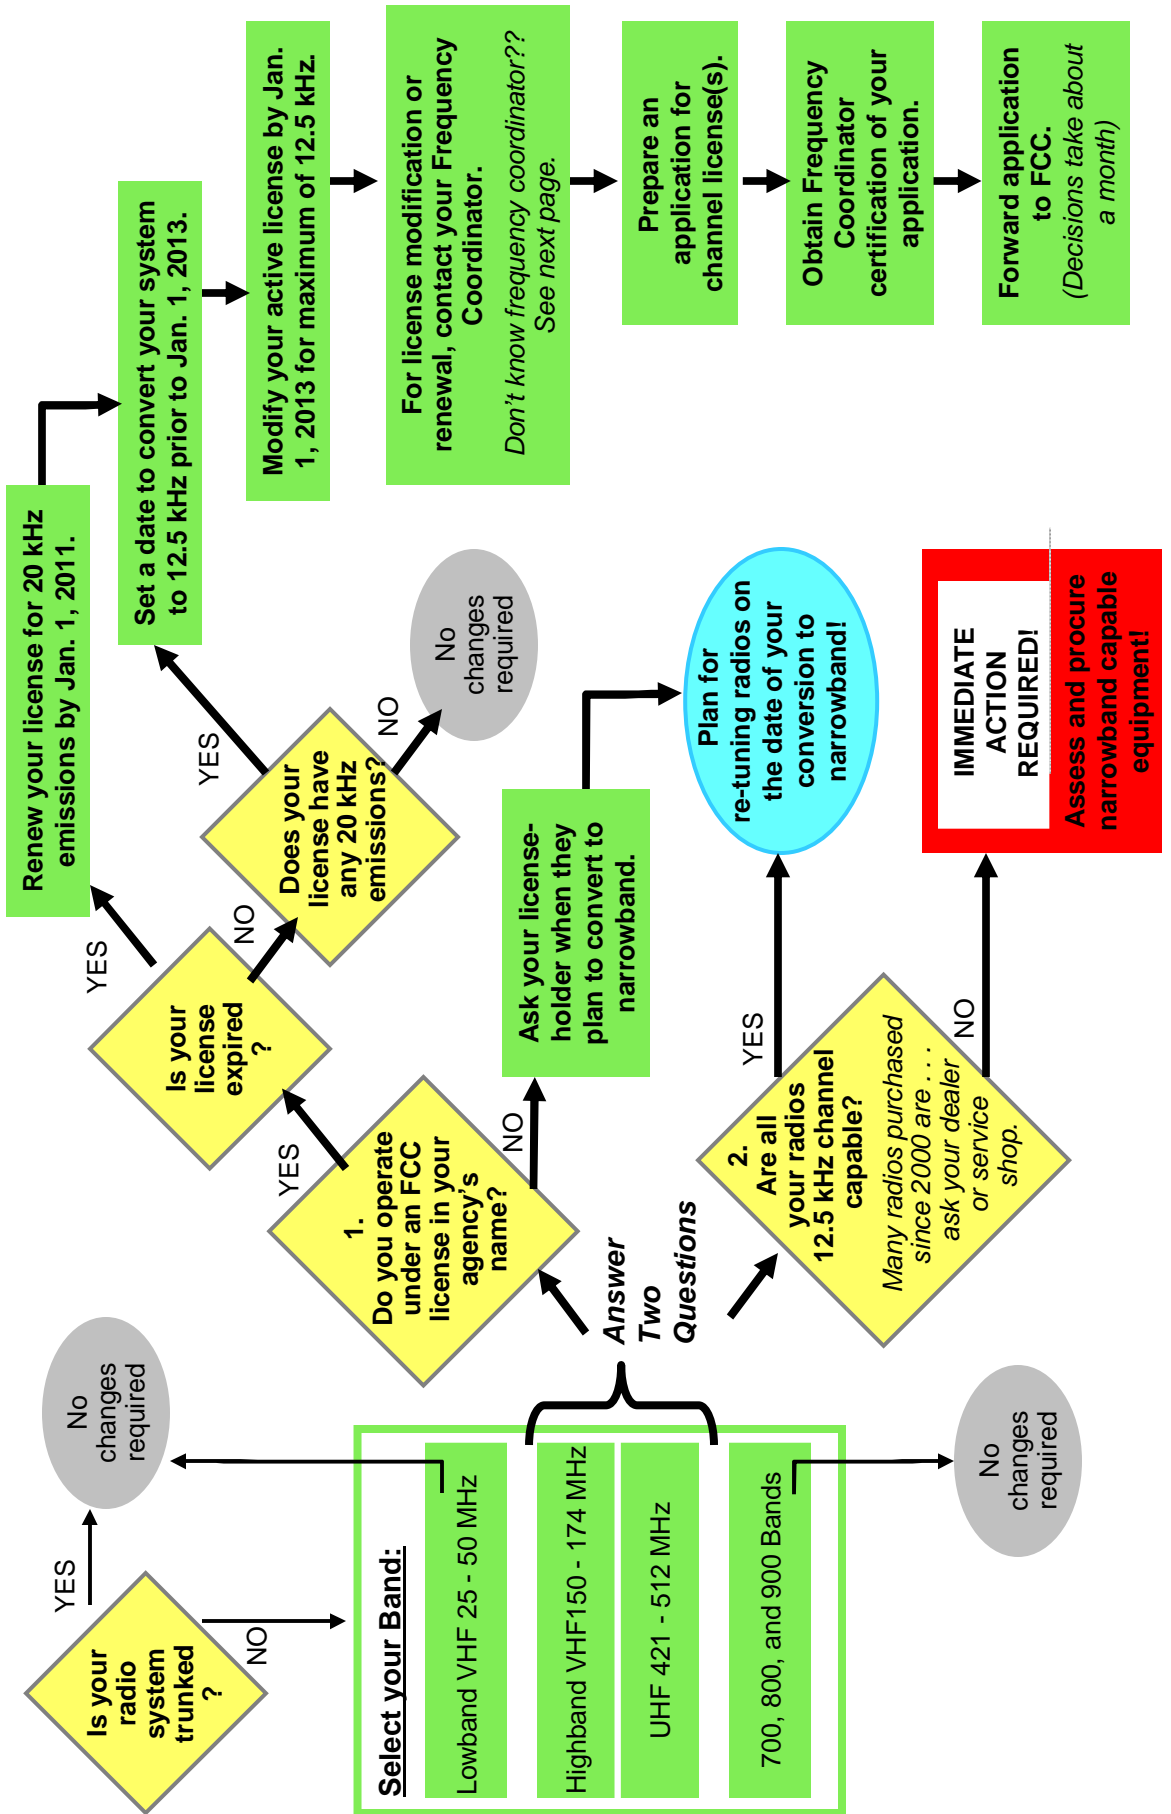 Is your
radio
system
trunked
?
YES
NO
No
changes
required
Select your Band:
Lowband VHF 25 - 50 MHz
Highband VHF150 - 174 MHz
UHF 421 - 512 MHz
700, 800, and 900 Bands
No
changes
required
Answer
Two
Questions
1.
Do you operate
under an FCC
license in your
agency's
name?
YES
NO
Is your
license
expired
?
YES
NO
Renew your license for 20 kHz
emissions by Jan. 1, 2011.
Does your
license have
any 20 kHz
emissions?
YES
NO
No
changes
required
Set a date to convert your system
to 12.5 kHz prior to Jan. 1, 2013.
Modify your active license by Jan.
1, 2013 for maximum of 12.5 kHz.
For license modification or
renewal, contact your Frequency
Coordinator.
Don't know frequency coordinator??
See next page.
Prepare an
application for
channel license(s).
Obtain Frequency
Coordinator
certification of your
application.
Forward application
to FCC.
(Decisions take about
a month)
Ask your license-
holder when they
plan to convert to
narrowband.
2.
Are all
your radios
12.5 kHz channel
capable?
Many radios purchased
since 2000 are . . .
ask your dealer
or service
shop.
YES
NO
Plan for
re-tuning radios on
the date of your
conversion to
narrowband!
IMMEDIATE
ACTION
REQUIRED!
Assess and procure
narrowband capable
equipment!